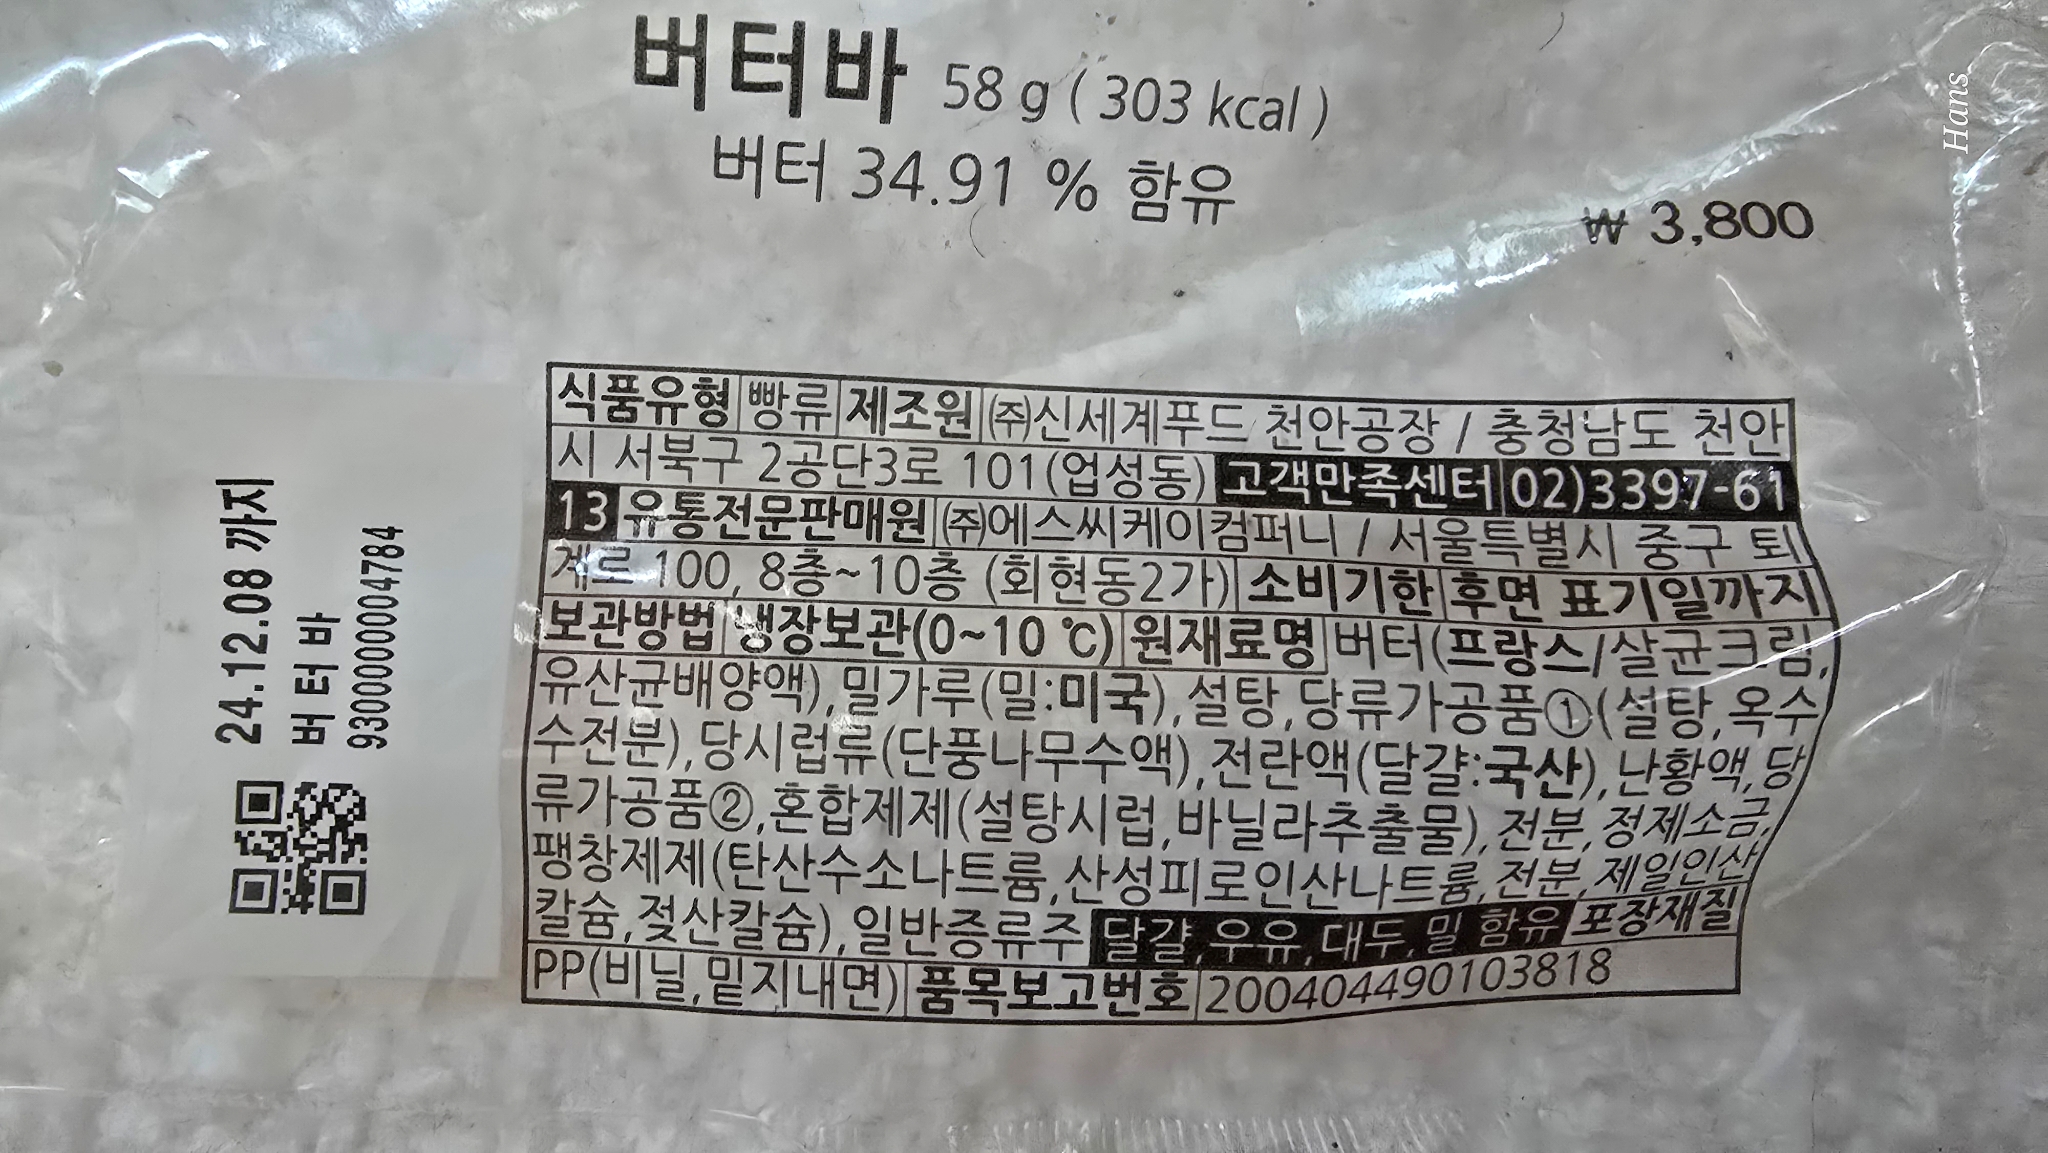 버터바 58 g ( 303 kcal )
버터 34.91 % 함유
₩ 3,800
Hans
24.12.08 까지
버터바
9300000004784
식품유형 빵류 제조원 ㈜신세계푸드 천안공장 / 충청남도 천안
시 서북구 2공단3로 101(업성동) 고객만족센터 02)3397-61
13 유통전문판매원 ㈜에스씨케이컴퍼니 / 서울특별시 중구 퇴
계로 100, 8층~10층 (회현동2가) 소비기한 후면 표기일까지
보관방법 냉장보관(0~10 ℃) 원재료명 버터(프랑스/살균크림,
유산균배양액),밀가루(밀:미국),설탕,당류가공품①(설탕,옥수
수전분),당시럽류(단풍나무수액),전란액(달걀:국산),난황액,당
류가공품②,혼합제제(설탕시럽,바닐라추출물),전분,정제소금,
팽창제제(탄산수소나트륨,산성피로인산나트륨,전분,제일인산
칼슘,젖산칼슘),일반증류주 달걀,우유,대두,밀 함유 포장재질
PP(비닐,밑지내면) 품목보고번호 200404490103818